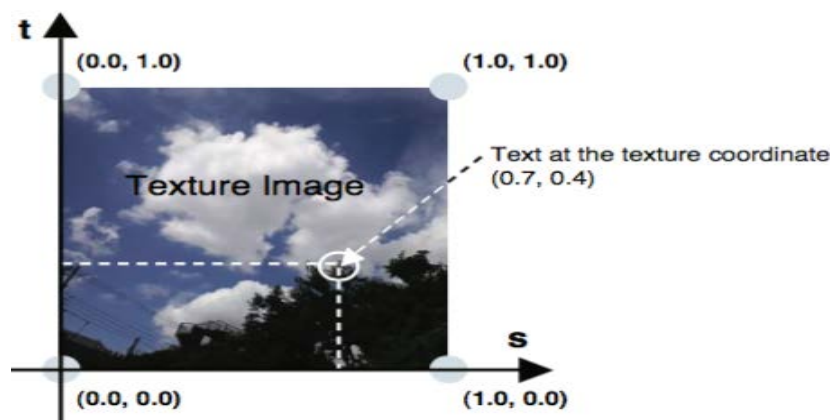 t
(0.0, 1.0)
(1.0, 1.0)
Text at the texture coordinate
(0.7, 0.4)
Texture Image
s
(0.0, 0.0)
(1.0, 0.0)